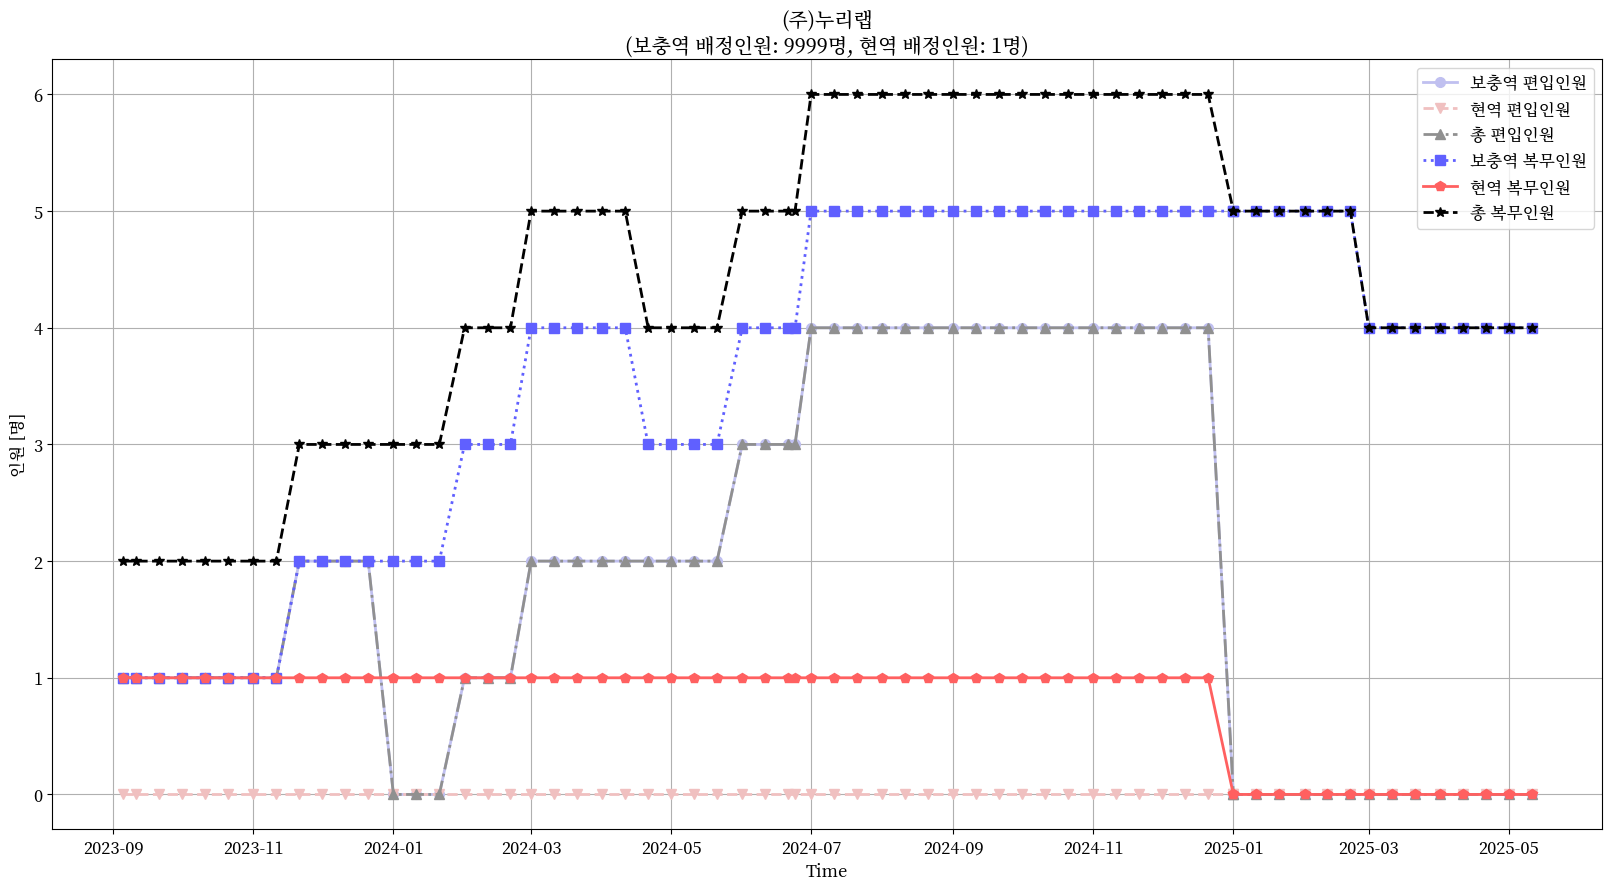 (주)누리랩
(보충역 배정인원: 9999명, 현역 배정인원: 1명)
보충역 편입인원
현역 편입인원
총 편입인원
보충역 복무인원
현역 복무인원
총 복무인원
인원 [명]
6
5
4
3
2
1
0
2023-09 2023-11 2024-01 2024-03 2024-05 2024-07 2024-09 2024-11 2025-01 2025-03 2025-05
Time